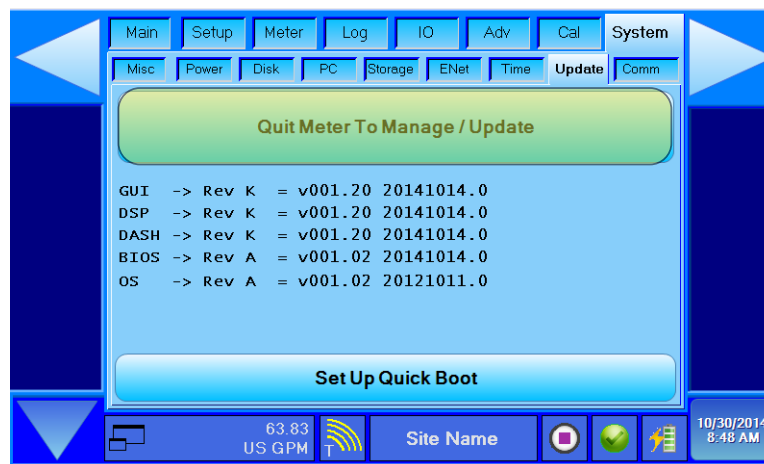 Main Setup Meter Log IO Adv Cal System
Misc Power Disk PC Storage ENet Time Update Comm
Quit Meter To Manage / Update
GUI -> Rev K = v001.20 20141014.0
DSP -> Rev K = v001.20 20141014.0
DASH -> Rev K = v001.20 20141014.0
BIOS -> Rev A = v001.02 20141014.0
OS -> Rev A = v001.02 20121011.0
Set Up Quick Boot
63.83
US GPM
T
Site Name
10/30/2014
8:48 AM